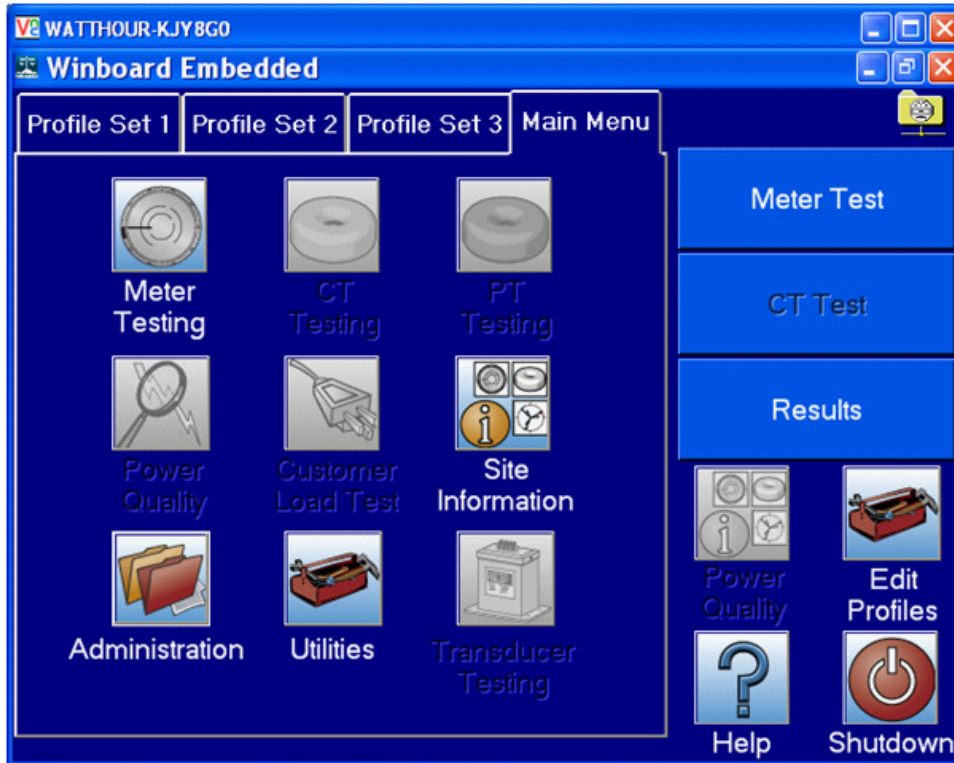 WATTHOUR-KJY8G0
Winboard Embedded
Profile Set 1
Profile Set 2
Profile Set 3
Main Menu
Meter
Testing
CT
Testing
PT
Testing
Power
Quality
Customer
Load Test
Site
Information
Administration
Utilities
Transducer
Testing
Meter Test
CT Test
Results
Power
Quality
Edit
Profiles
Help
Shutdown